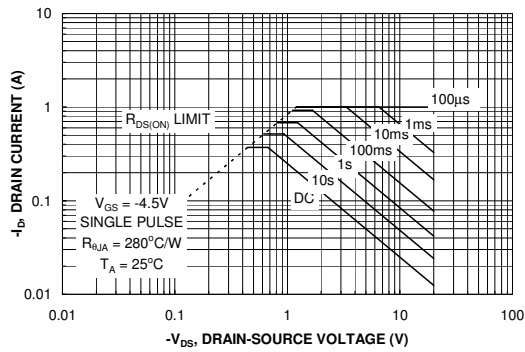 10
1
0.1
0.01
-I_D, DRAIN CURRENT (A)
R_DS(ON) LIMIT
100µs
1ms
10ms
100ms
1s
10s
DC
V_GS = -4.5V
SINGLE PULSE
R_θJA = 280°C/W
T_A = 25°C
0.01 0.1 1 10 100
-V_DS, DRAIN-SOURCE VOLTAGE (V)